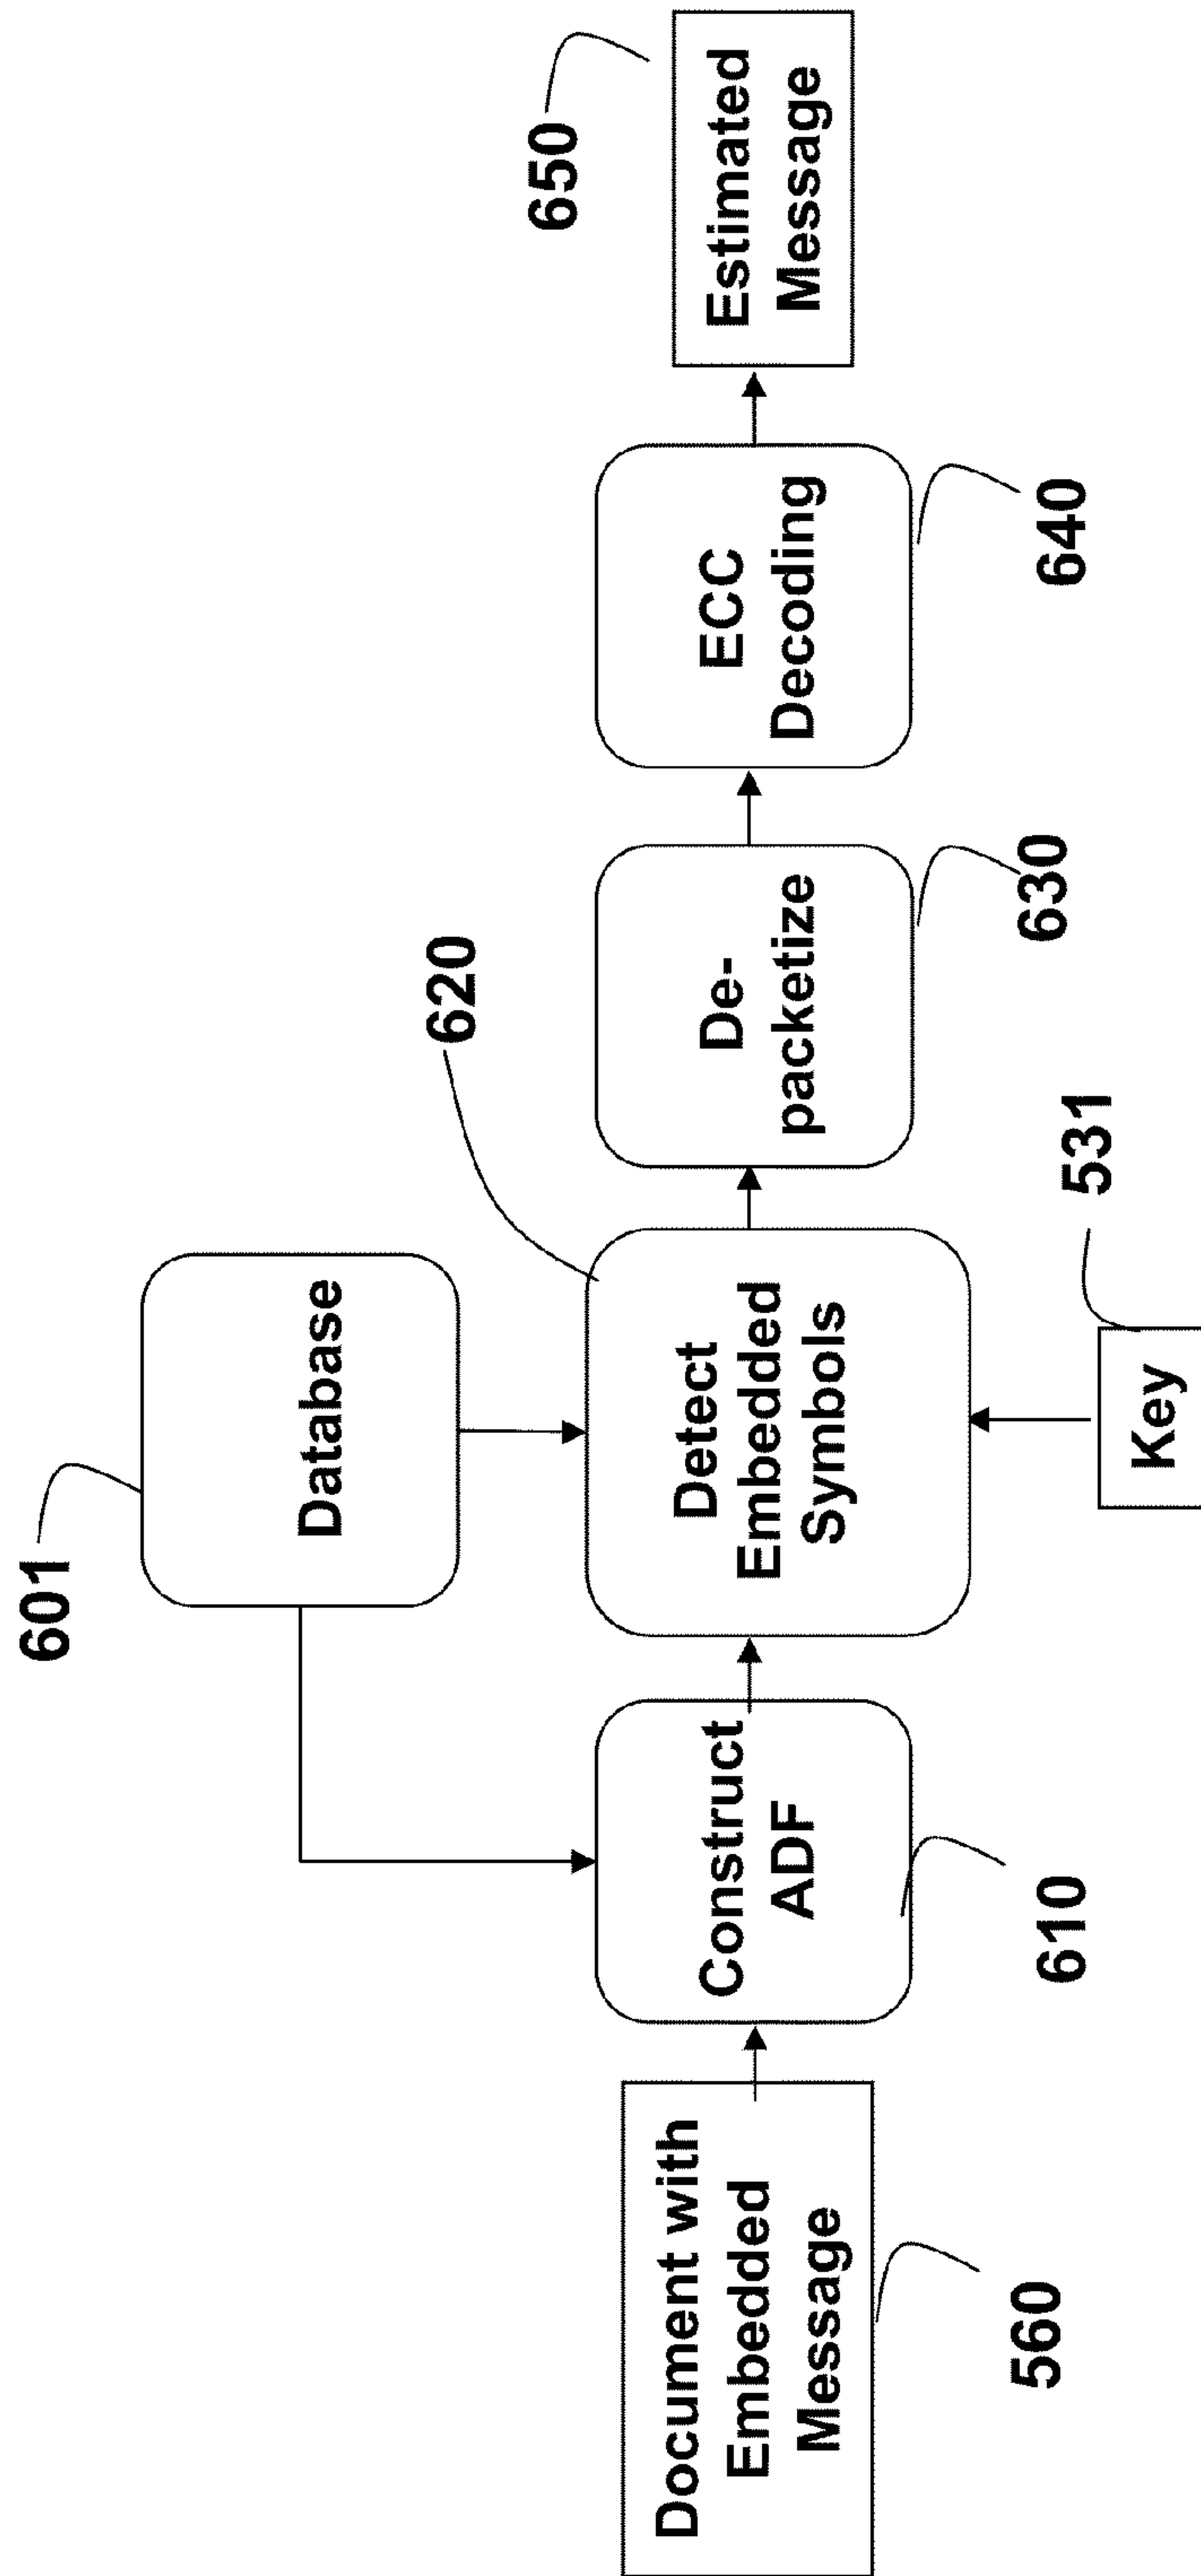 601
Database
620
650
Document with
Embedded
Message
Construct
ADF
Detect
Embedded
Symbols
De-
packetize
ECC
Decoding
Estimated
Message
560
610
Key
531
630
640